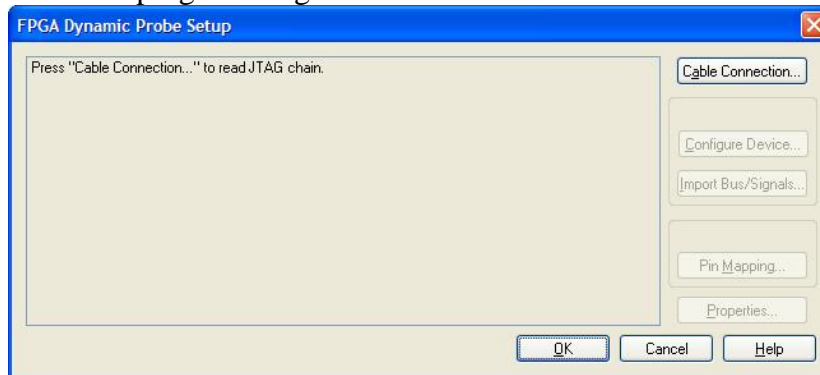 FPGA Dynamic Probe Setup
Press "Cable Connection..." to read JTAG chain.
Cable Connection...
Configure Device...
Import Bus/Signals...
Pin Mapping...
Properties...
OK
Cancel
Help